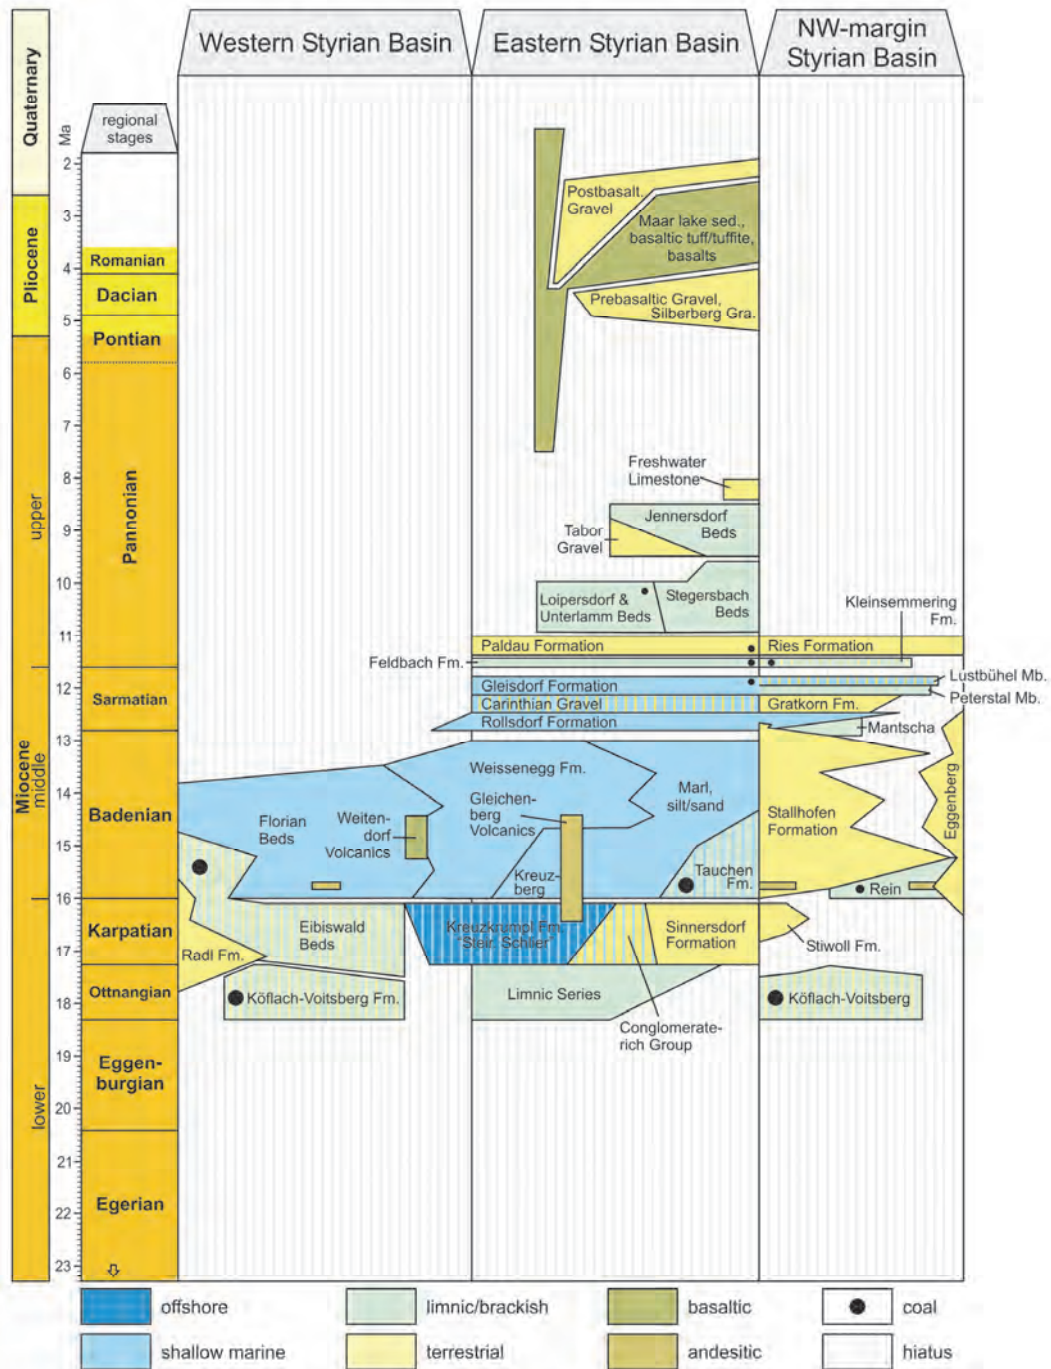 Western Styrian Basin
Eastern Styrian Basin
NW-margin
Styrian Basin
Quaternary
Pliocene
Miocene
upper
middle
lower
Ma
regional
stages
2
3
4
5
6
7
8
9
10
11
12
13
14
15
16
17
18
19
20
21
22
23
Romanian
Dacian
Pontian
Pannonian
Sarmatian
Badenian
Karpatian
Ottnangian
Eggen-
burgian
Egerian
Postbasalt.
Gravel
Maar lake sed.,
basaltic tuff/tuffite,
basalts
Prebasaltic Gravel,
Silberberg Gra.
Freshwater
Limestone
Jennersdorf
Beds
Tabor
Gravel
Loipersdorf &
Unterlamm Beds
Stegersbach
Beds
Kleinsemmering
Fm.
Paldau Formation
Ries Formation
Feldbach Fm.
Lustbühel Mb.
Gleisdorf Formation
Peterstal Mb.
Carinthian Gravel
Gratkorn Fm.
Rollsdorf Formation
Mantscha
Weissenegg Fm.
Marl,
silt/sand
Gleichen-
berg
Volcanics
Florian
Beds
Weiten-
dorf
Volcanics
Stallhofen
Formation
Eggenberg
Kreuz-
berg
Tauchen
Fm.
Rein
Eibiswald
Beds
Kreuzkrumpl Fm.
"Steir. Schlier"
Sinnersdorf
Formation
Stiwoll Fm.
Radl Fm.
Köflach-Voitsberg Fm.
Limnic Series
Köflach-Voitsberg
Conglomerate-
rich Group
offshore
limnic/brackish
basaltic
coal
shallow marine
terrestrial
andesitic
hiatus